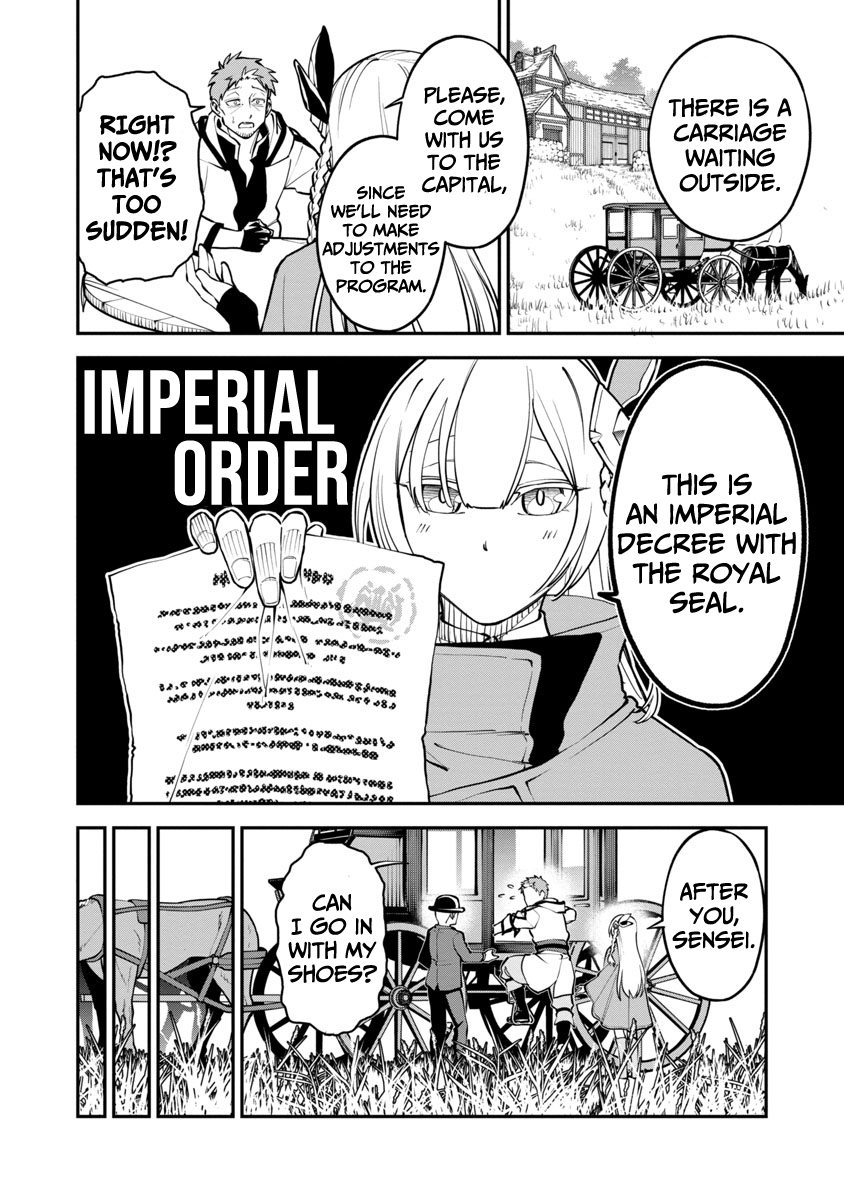 THERE IS A
CARRIAGE
WAITING
OUTSIDE.
PLEASE,
COME
WITH US
TO THE
CAPITAL,
SINCE
WE'LL NEED
TO MAKE
ADJUSTMENTS
TO THE
PROGRAM.
RIGHT
NOW!?
THAT'S
TOO
SUDDEN!
THIS IS
AN IMPERIAL
DECREE WITH
THE ROYAL
SEAL.
IMPERIAL
ORDER
AFTER
YOU,
SENSEI.
CAN
I GO IN
WITH MY
SHOES?